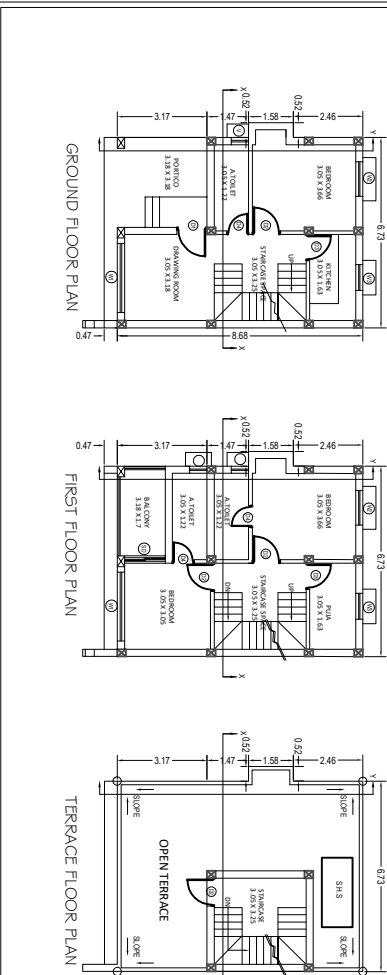 GROUND FLOOR PLAN
6.73
2.46
0.52
1.58
0.52
1.47
3.17
8.68
0.47
X
X
Y
BEDROOM
3.05 X 3.66
KITCHEN
3.05 X 1.63
A.TOILET
3.05 X 1.22
STAIRCASE SPACE
3.05 X 3.25
UP
PORTICO
3.18 X 3.18
DRAWING ROOM
3.05 X 3.18
V
W1
FIRST FLOOR PLAN
6.73
2.46
0.52
1.58
0.52
1.47
3.17
0.47
X
X
Y
BEDROOM
3.05 X 3.66
PUJA
3.05 X 1.63
A.TOILET
3.05 X 1.22
A.TOILET
3.05 X 1.22
STAIRCASE SPACE
3.05 X 3.25
UP
DN
BALCONY
3.18 X 1.7
BEDROOM
3.05 X 3.05
W1
TERRACE FLOOR PLAN
6.73
2.46
0.52
1.58
0.52
1.47
3.17
X
X
Y
SLOPE
SLOPE
SLOPE
SLOPE
S.H.S
STAIRCASE
3.05 X 3.25
DN
OPEN TERRACE